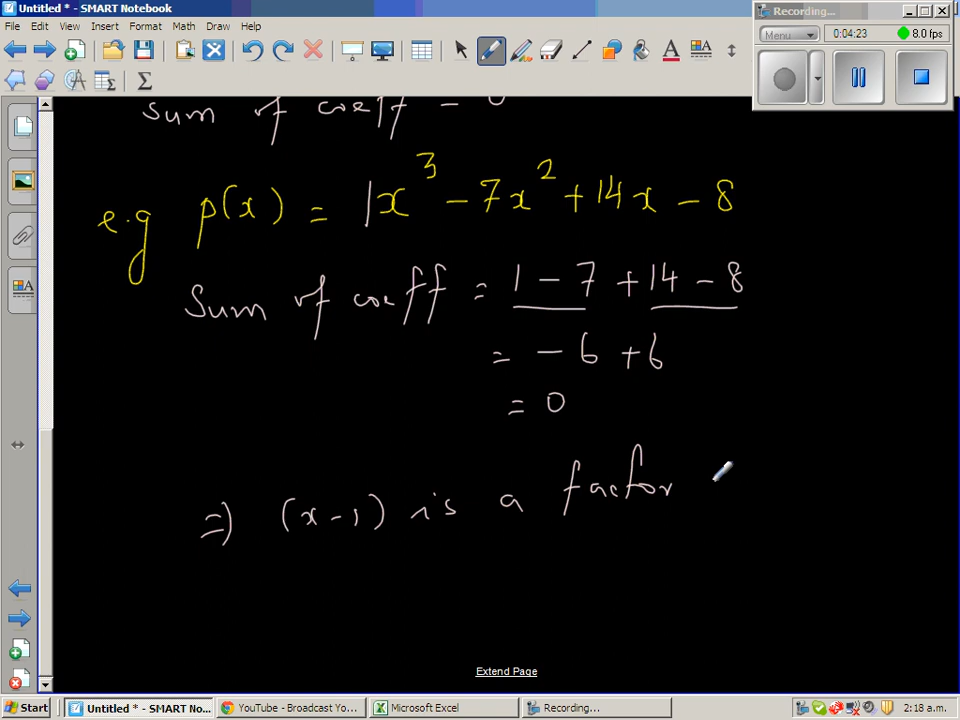 Untitled * - SMART Notebook
File Edit View Insert Format Tools Math Draw Help
Recording...
Menu 0:04:23 8.0 fps
Sum of coeff = 0
e.g p(x) = 1x³ - 7x² + 14x - 8
Sum of coeff = 1 - 7 + 14 - 8
= - 6 + 6
= 0
⇒ (x-1) is a factor
Extend Page
Start Untitled * - SMART No... YouTube - Broadcast Yo... Microsoft Excel Recording... 2:18 a.m.